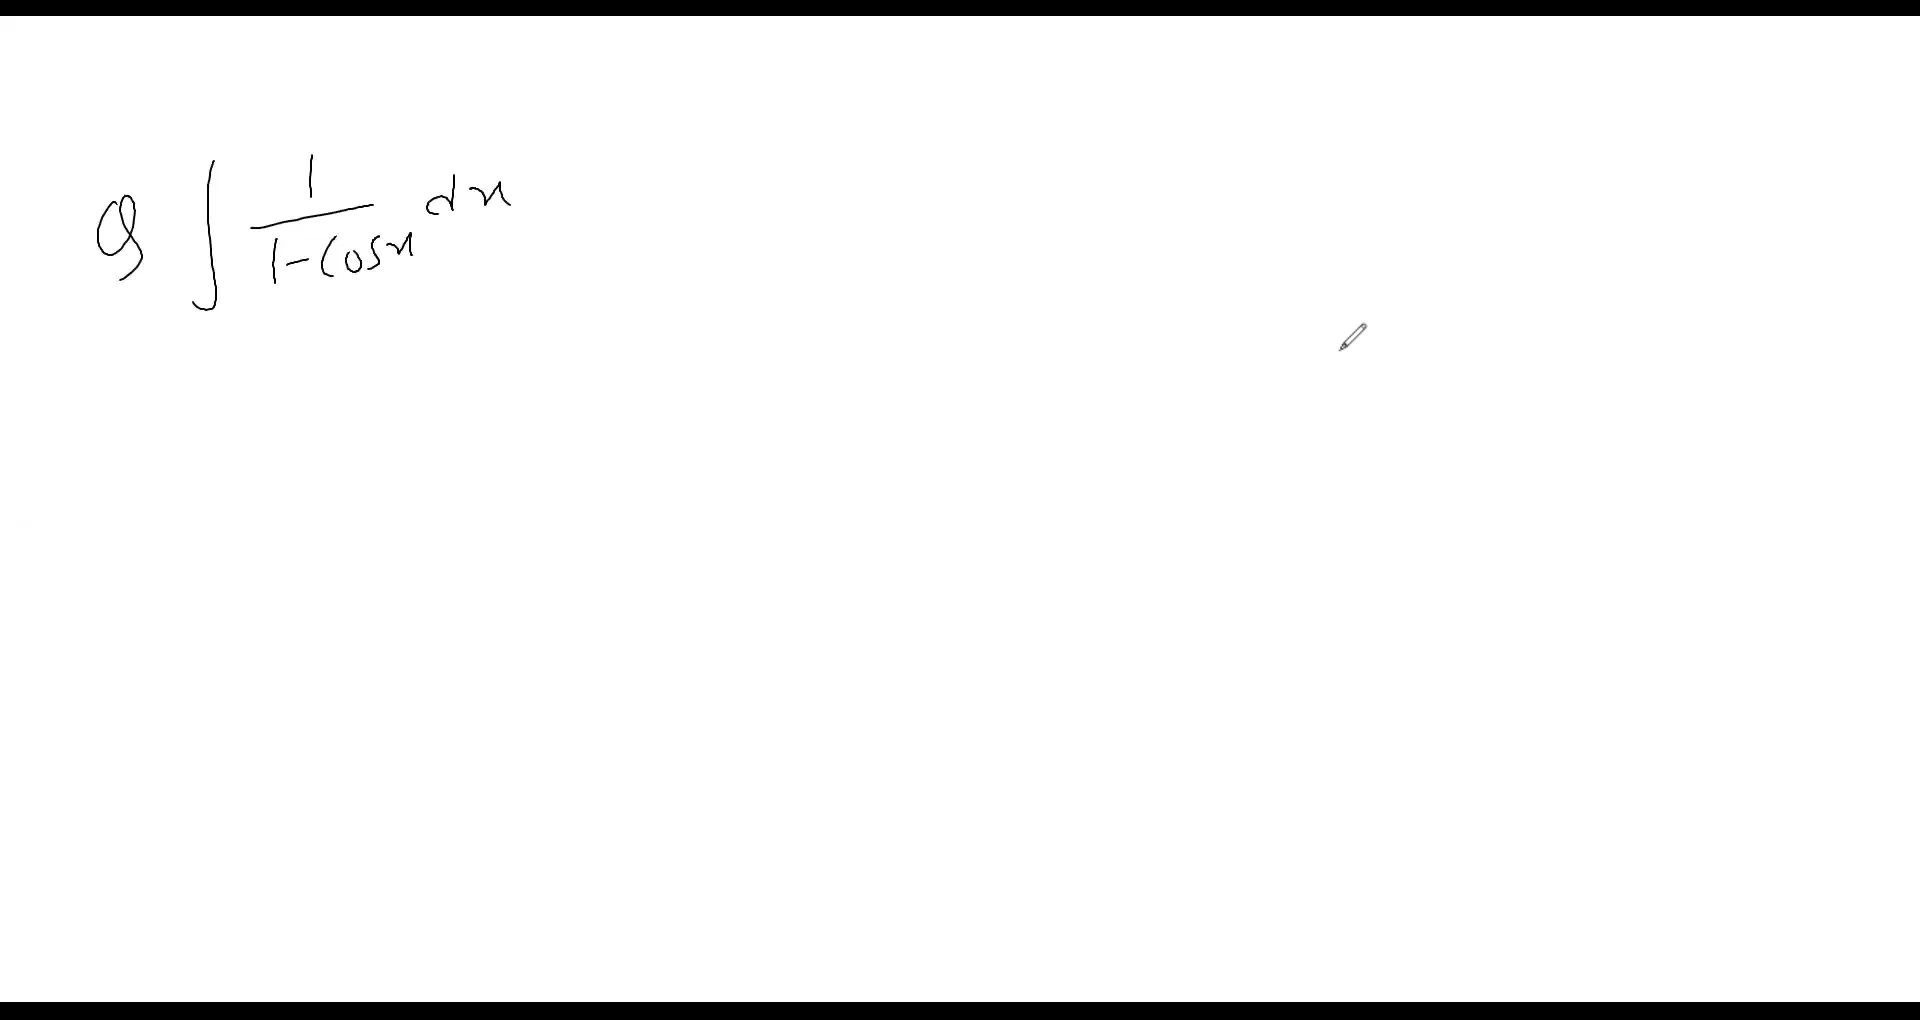 Q ∫ 1/(1-cosx) dx